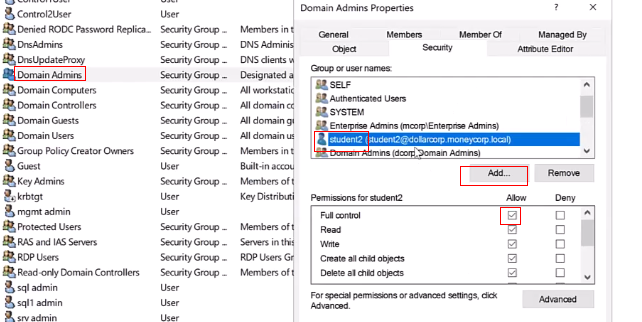 Control2User User
Denied RODC Password Replica... Security Group ... Members in t
DnsAdmins Security Group ... DNS Adminis
DnsUpdateProxy Security Group ... DNS clients w
Domain Admins Security Group ... Designated a
Domain Computers Security Group ... All workstatic
Domain Controllers Security Group ... All domain co
Domain Guests Security Group ... All domain gu
Domain Users Security Group ... All domain us
Group Policy Creator Owners Security Group ... Members in t
Guest User Built-in accou
Key Admins Security Group ... Members of t
krbtgt User Key Distributi
mgmt admin User
Protected Users Security Group ... Members of t
RAS and IAS Servers Security Group ... Servers in this
RDP Users Security Group ... RDP Users Gr
Read-only Domain Controllers Security Group ... Members of t
sql admin User
sql1 admin User
srv admin User
Domain Admins Properties ? ×
General Members Member Of Managed By
Object Security Attribute Editor
Group or user names:
SELF
Authenticated Users
SYSTEM
Enterprise Admins (mcorp\Enterprise Admins)
student2 (student2@dollarcorp.moneycorp.local)
Domain Admins (dcorp\Domain Admins)
Add... Remove
Permissions for student2 Allow Deny
Full control
Read
Write
Create all child objects
Delete all child objects
For special permissions or advanced settings, click
Advanced. Advanced